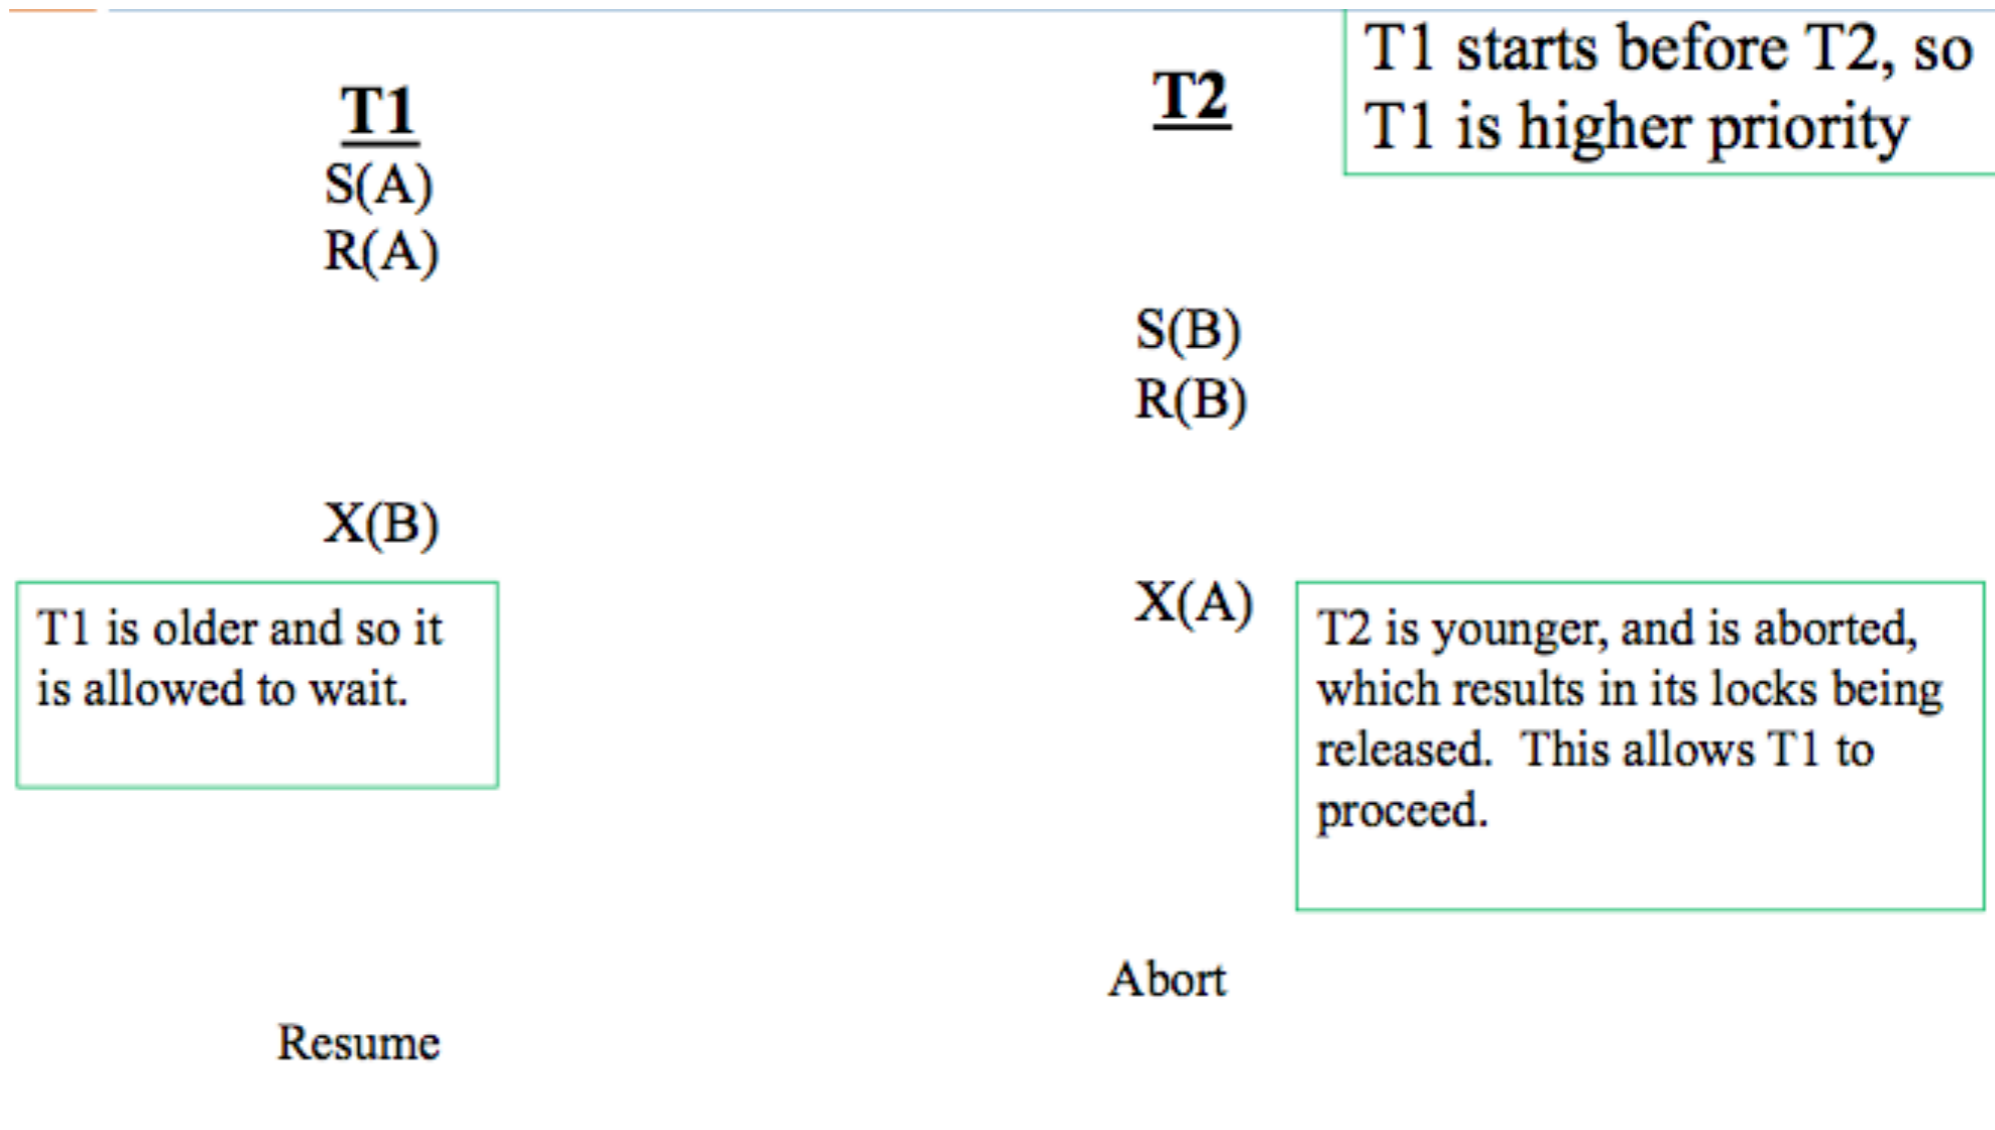 T1 starts before T2, so
T1 is higher priority
T1
T2
S(A)
R(A)
S(B)
R(B)
X(B)
X(A)
T1 is older and so it
is allowed to wait.
T2 is younger, and is aborted,
which results in its locks being
released.  This allows T1 to
proceed.
Abort
Resume